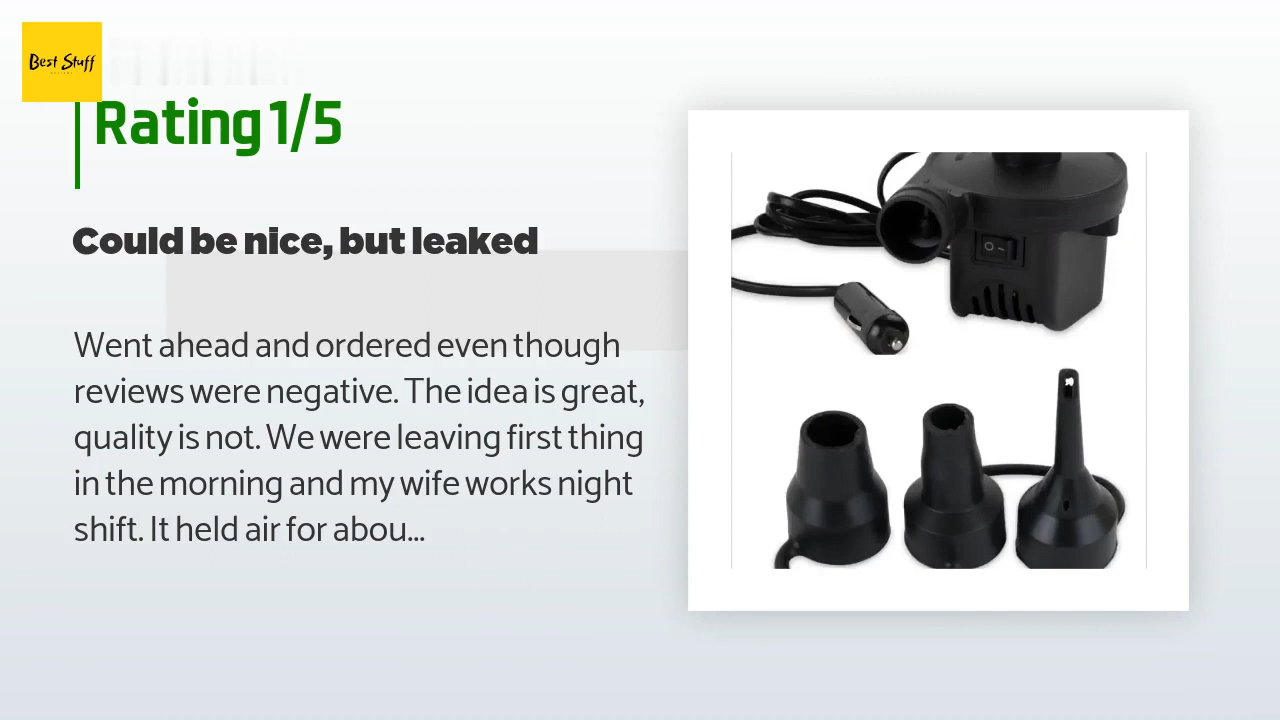 Best Stuff
Rating 1/5
Could be nice, but leaked
Went ahead and ordered even though
reviews were negative. The idea is great,
quality is not. We were leaving first thing
in the morning and my wife works night
shift. It held air for abou...